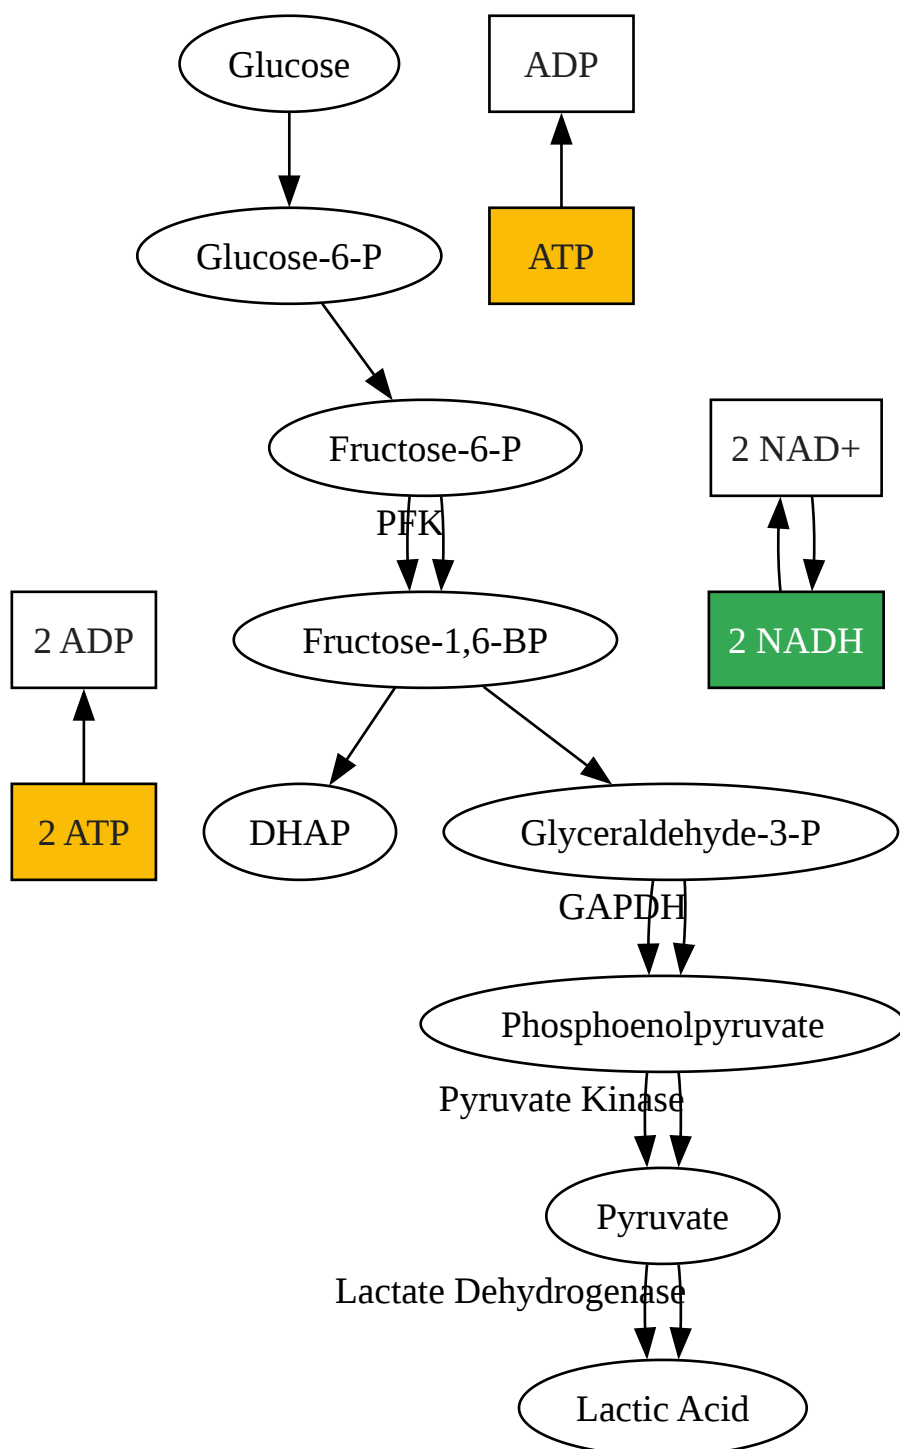 Glucose
ADP
Glucose-6-P
ATP
Fructose-6-P
2 NAD+
PFK
2 ADP
Fructose-1,6-BP
2 NADH
2 ATP
DHAP
Glyceraldehyde-3-P
GAPDH
Phosphoenolpyruvate
Pyruvate Kinase
Pyruvate
Lactate Dehydrogenase
Lactic Acid